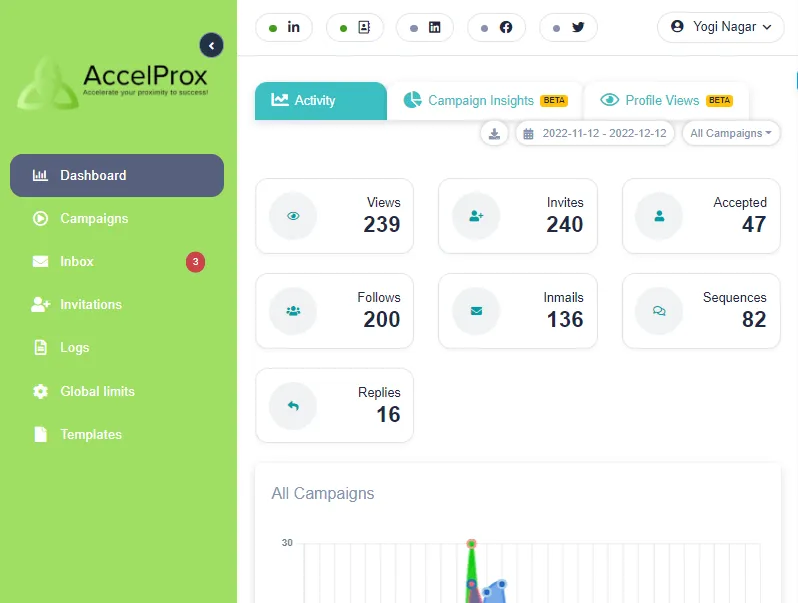 AccelProx
Accelerate your proximity to success!
Yogi Nagar
Activity
Campaign Insights BETA
Profile Views BETA
2022-11-12 - 2022-12-12
All Campaigns
Dashboard
Campaigns
Inbox 3
Invitations
Logs
Global limits
Templates
Views
239
Invites
240
Accepted
47
Follows
200
Inmails
136
Sequences
82
Replies
16
All Campaigns
30